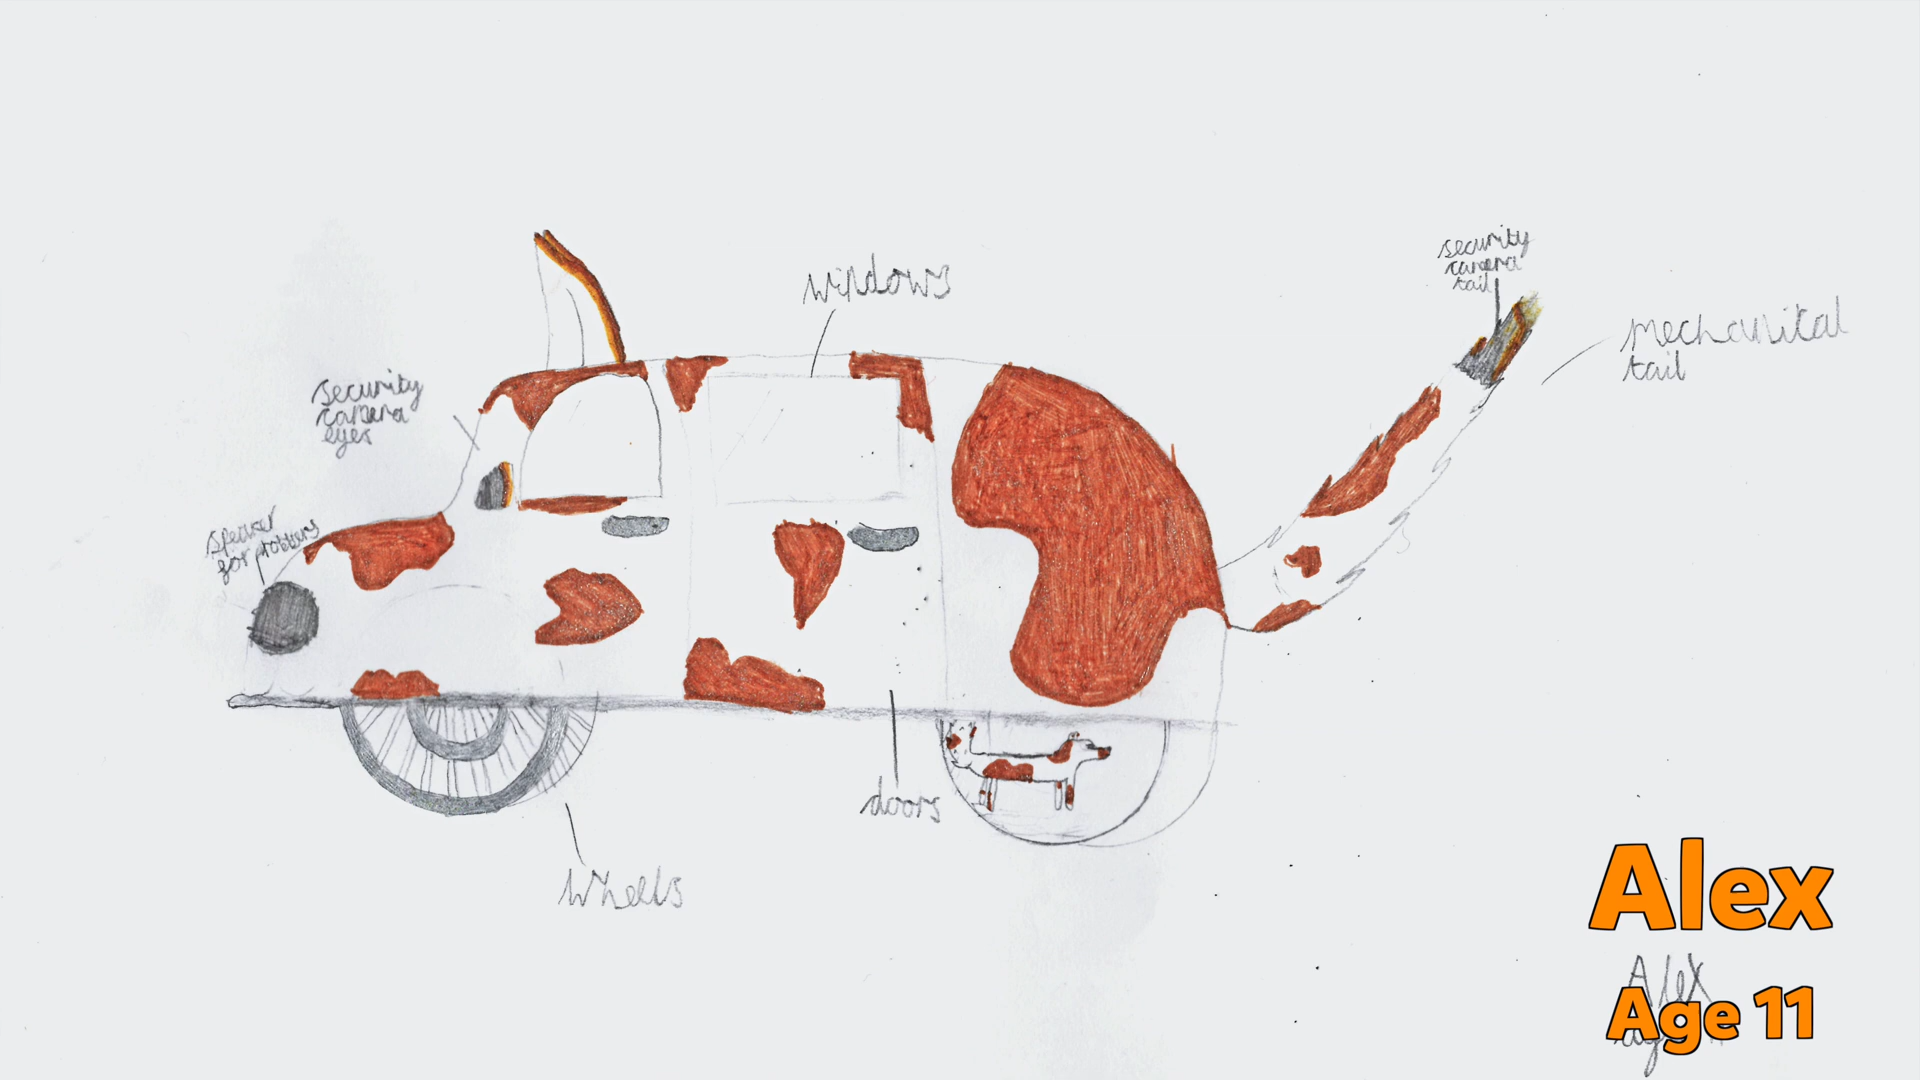 security
camera
tail
windows
mechanical
tail
security
camera
eyes
speaker
for robbers
doors
wheels
Alex
Alex
Age 11